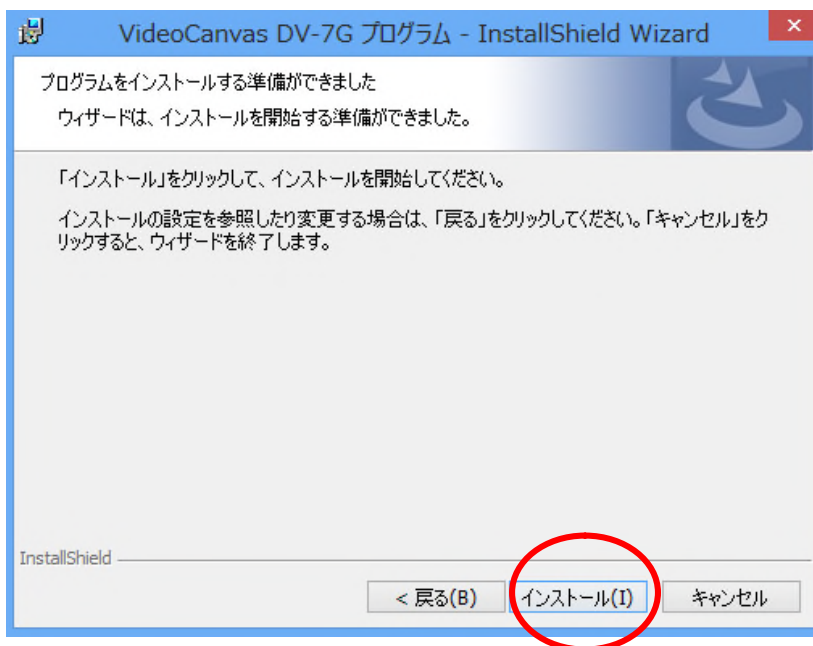 VideoCanvas DV-7G プログラム - InstallShield Wizard
プログラムをインストールする準備ができました
ウィザードは、インストールを開始する準備ができました。
「インストール」をクリックして、インストールを開始してください。
インストールの設定を参照したり変更する場合は、「戻る」をクリックしてください。「キャンセル」をク
リックすると、ウィザードを終了します。
InstallShield
< 戻る(B)
インストール(I)
キャンセル